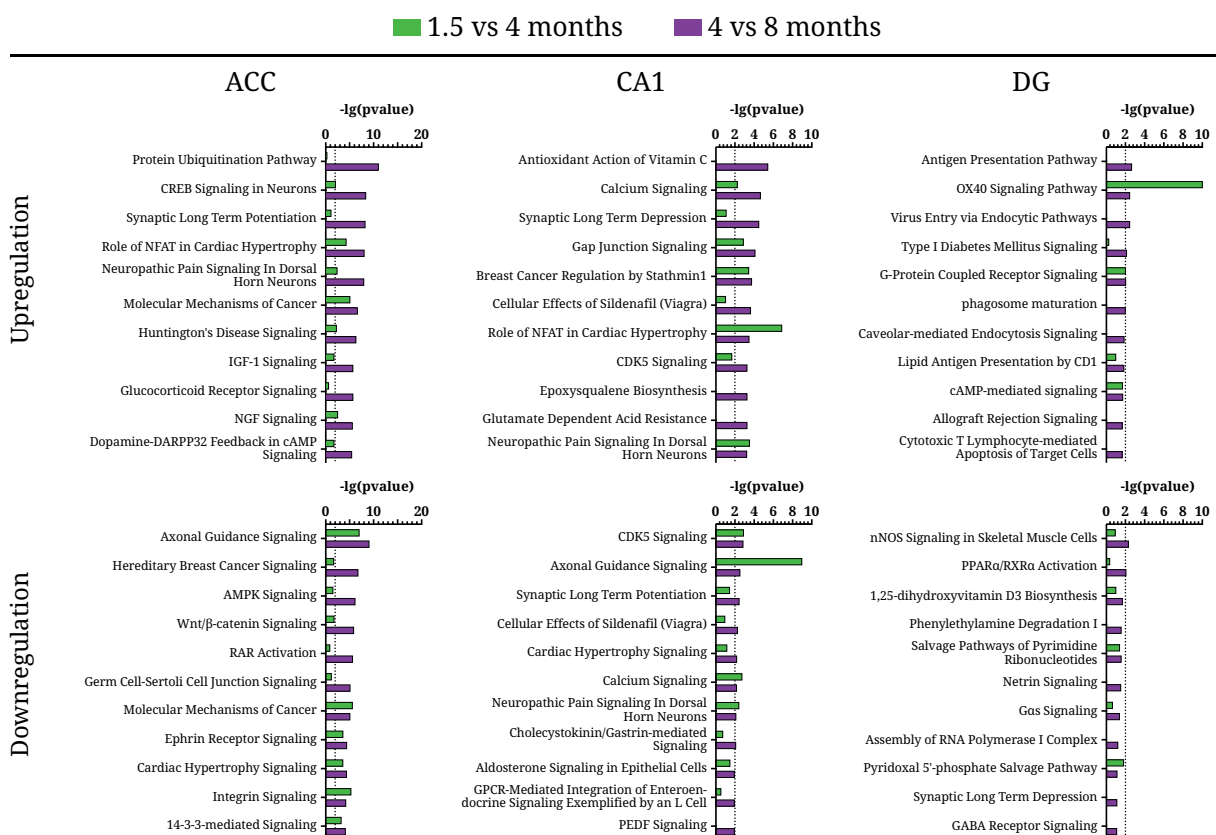 1.5 vs 4 months
4 vs 8 months
ACC
CA1
DG
Upregulation
-lg(pvalue)
0 10 20
Protein Ubiquitination Pathway
CREB Signaling in Neurons
Synaptic Long Term Potentiation
Role of NFAT in Cardiac Hypertrophy
Neuropathic Pain Signaling In Dorsal
Horn Neurons
Molecular Mechanisms of Cancer
Huntington's Disease Signaling
IGF-1 Signaling
Glucocorticoid Receptor Signaling
NGF Signaling
Dopamine-DARPP32 Feedback in cAMP
Signaling
-lg(pvalue)
0 2 4 6 8 10
Antioxidant Action of Vitamin C
Calcium Signaling
Synaptic Long Term Depression
Gap Junction Signaling
Breast Cancer Regulation by Stathmin1
Cellular Effects of Sildenafil (Viagra)
Role of NFAT in Cardiac Hypertrophy
CDK5 Signaling
Epoxysqualene Biosynthesis
Glutamate Dependent Acid Resistance
Neuropathic Pain Signaling In Dorsal
Horn Neurons
-lg(pvalue)
0 2 4 6 8 10
Antigen Presentation Pathway
OX40 Signaling Pathway
Virus Entry via Endocytic Pathways
Type I Diabetes Mellitus Signaling
G-Protein Coupled Receptor Signaling
phagosome maturation
Caveolar-mediated Endocytosis Signaling
Lipid Antigen Presentation by CD1
cAMP-mediated signaling
Allograft Rejection Signaling
Cytotoxic T Lymphocyte-mediated
Apoptosis of Target Cells
Downregulation
-lg(pvalue)
0 10 20
Axonal Guidance Signaling
Hereditary Breast Cancer Signaling
AMPK Signaling
Wnt/β-catenin Signaling
RAR Activation
Germ Cell-Sertoli Cell Junction Signaling
Molecular Mechanisms of Cancer
Ephrin Receptor Signaling
Cardiac Hypertrophy Signaling
Integrin Signaling
14-3-3-mediated Signaling
-lg(pvalue)
0 2 4 6 8 10
CDK5 Signaling
Axonal Guidance Signaling
Synaptic Long Term Potentiation
Cellular Effects of Sildenafil (Viagra)
Cardiac Hypertrophy Signaling
Calcium Signaling
Neuropathic Pain Signaling In Dorsal
Horn Neurons
Cholecystokinin/Gastrin-mediated
Signaling
Aldosterone Signaling in Epithelial Cells
GPCR-Mediated Integration of Enteroen-
docrine Signaling Exemplified by an L Cell
PEDF Signaling
-lg(pvalue)
0 2 4 6 8 10
nNOS Signaling in Skeletal Muscle Cells
PPARα/RXRα Activation
1,25-dihydroxyvitamin D3 Biosynthesis
Phenylethylamine Degradation I
Salvage Pathways of Pyrimidine
Ribonucleotides
Netrin Signaling
Gαs Signaling
Assembly of RNA Polymerase I Complex
Pyridoxal 5'-phosphate Salvage Pathway
Synaptic Long Term Depression
GABA Receptor Signaling